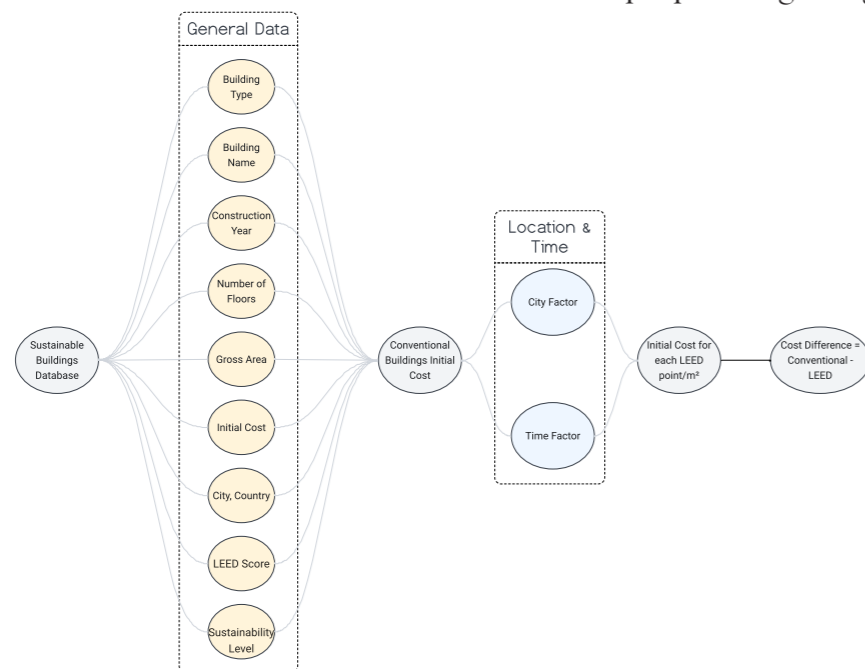 General Data
Building
Type
Building
Name
Construction
Year
Number of
Floors
Gross Area
Initial Cost
City, Country
LEED Score
Sustainability
Level
Sustainable
Buildings
Database
Conventional
Buildings Initial
Cost
Location &
Time
City Factor
Time Factor
Initial Cost for
each LEED
point/m²
Cost Difference =
Conventional -
LEED